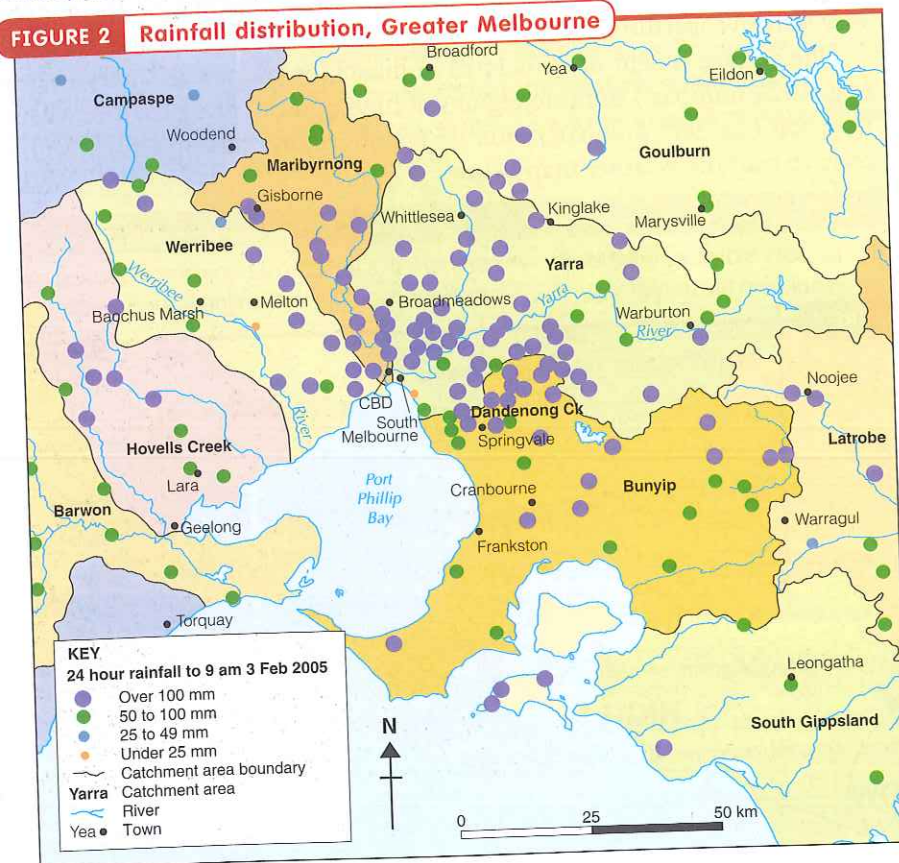 FIGURE 2 Rainfall distribution, Greater Melbourne
Broadford
Yea
Eildon
Campaspe
Woodend
Maribyrnong
Goulburn
Gisborne
Whittlesea
Kinglake
Marysville
Werribee
Yarra
Werribee
Melton
Broadmeadows
Yarra
Bacchus Marsh
Warburton
River
Noojee
River
CBD
South
Melbourne
Dandenong Ck
Springvale
Latrobe
Hovells Creek
Lara
Port
Phillip
Bay
Cranbourne
Bunyip
Barwon
Geelong
Warragul
Frankston
Torquay
Leongatha
South Gippsland
KEY
24 hour rainfall to 9 am 3 Feb 2005
Over 100 mm
50 to 100 mm
25 to 49 mm
Under 25 mm
Catchment area boundary
Yarra Catchment area
River
Yea Town
N
0 25 50 km